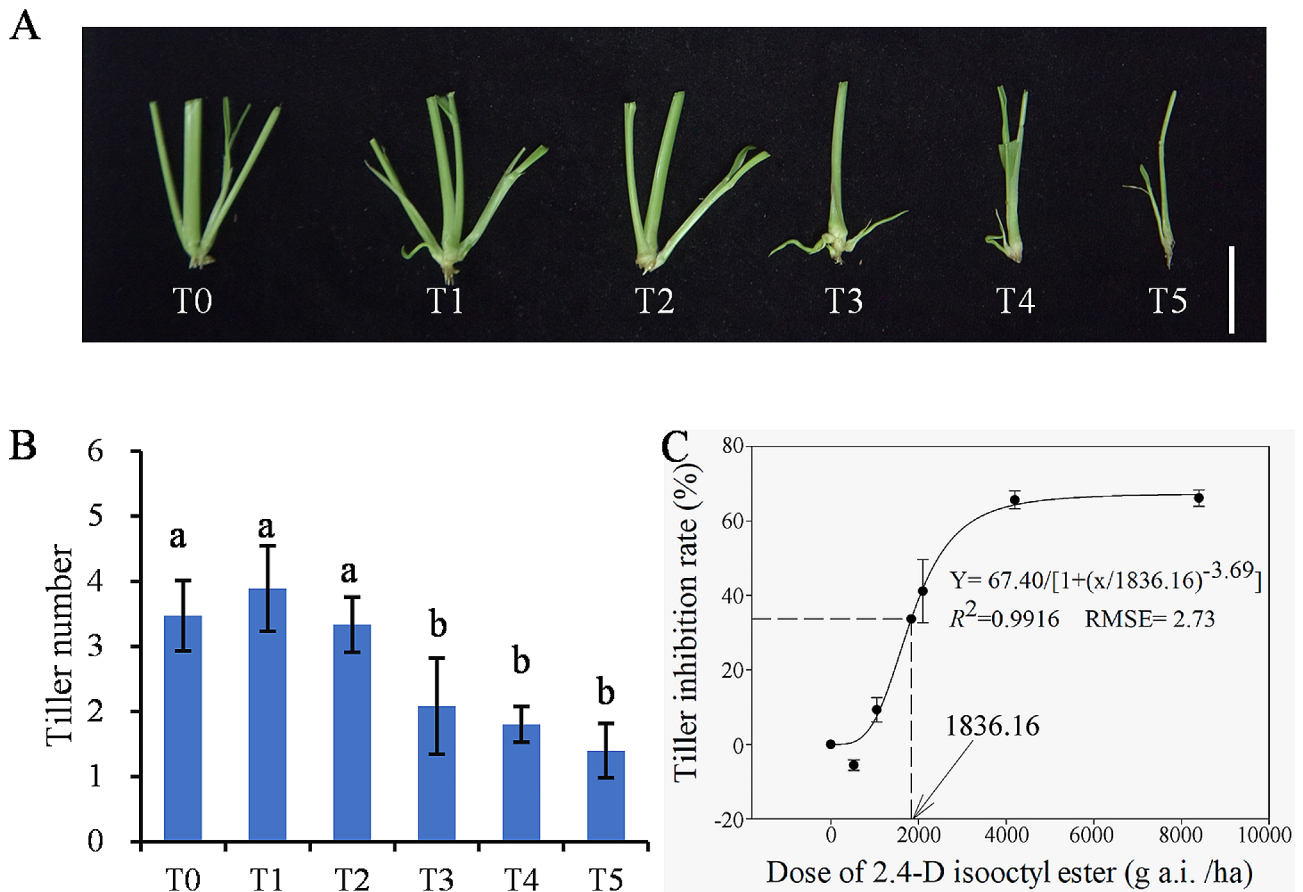 A
T0 T1 T2 T3 T4 T5
B
Tiller number
6
5
4
3
2
1
0
a a a b b b
T0 T1 T2 T3 T4 T5
C
Tiller inhibition rate (%)
80
60
40
20
0
-20
Y= 67.40/[1+(x/1836.16)^-3.69]
R²=0.9916 RMSE= 2.73
1836.16
0 2000 4000 6000 8000 10000
Dose of 2.4-D isooctyl ester (g a.i. /ha)